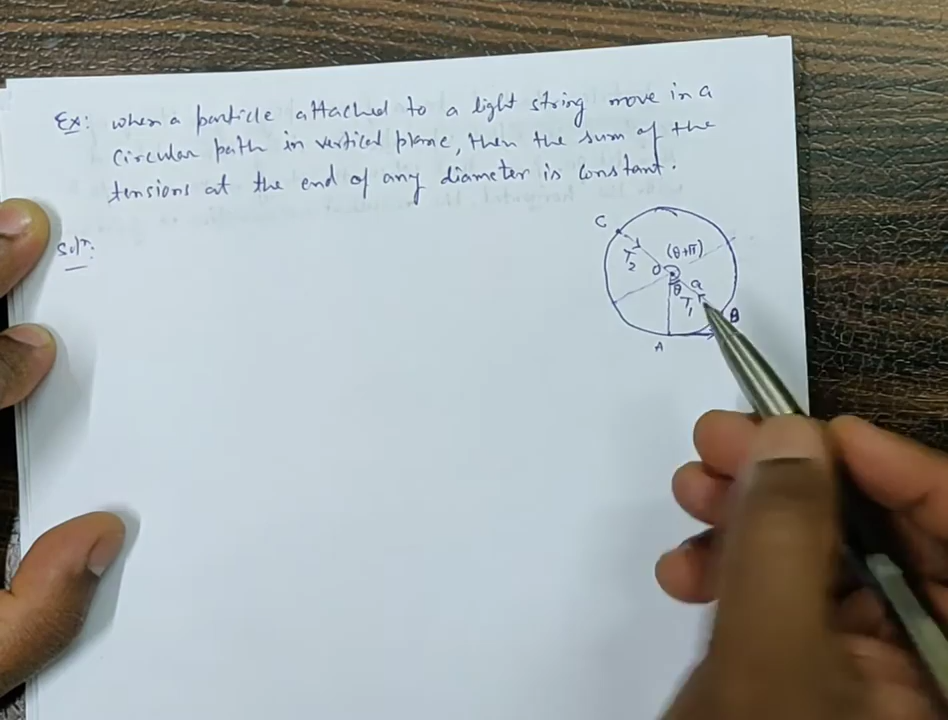 Ex: when a particle attached to a light string move in a
circular path in vertical plane, then the sum of the
tensions at the end of any diameter is constant.
Solⁿ:
C
T₂
(θ+π)
O
θ
a
T₁
B
A